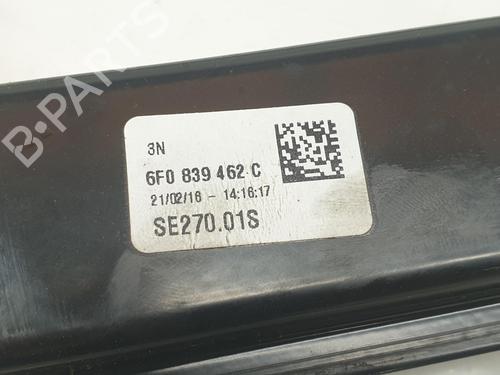 B-PARTS
3N
6F0 839 462 C
21/02/18 - 14:16:17
SE270.01S